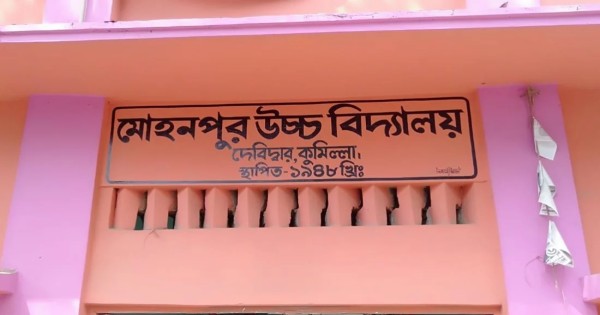 মোহনপুর উচ্চ বিদ্যালয়
দেবিদ্বার, কুমিল্লা।
স্থাপিত-১৯৪৮ খ্রিঃ